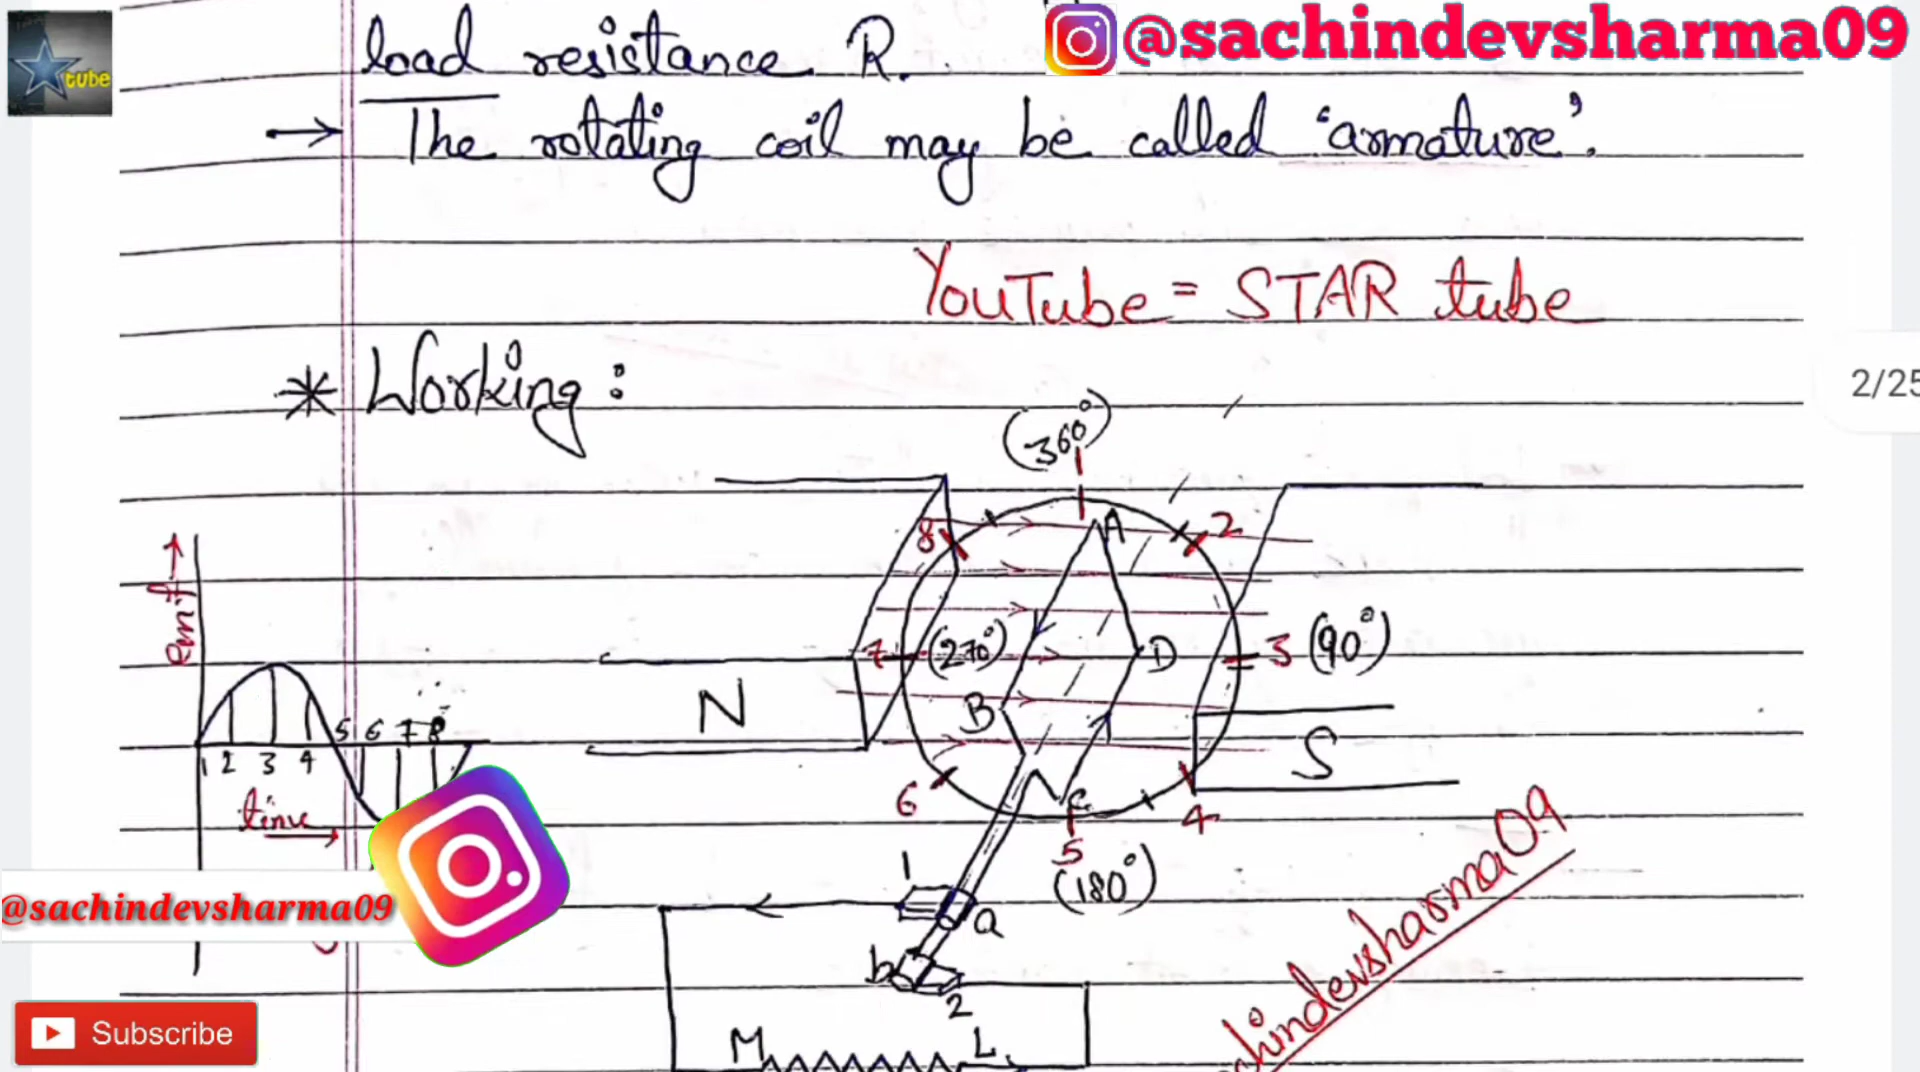 @sachindevsharma09
tube
load resistance R.
→ The rotating coil may be called 'armature'.
YouTube = STAR tube
2/25
* Working :
(360°)
1
8 A 2
emf →
7 (270°) D 3 (90°)
N B S
5 6 7 8
1 2 3 4
time →
6 C 4
5
(180°)
1
a
@sachindevsharma09
b
2
M L
Subscribe
chindevsharma09